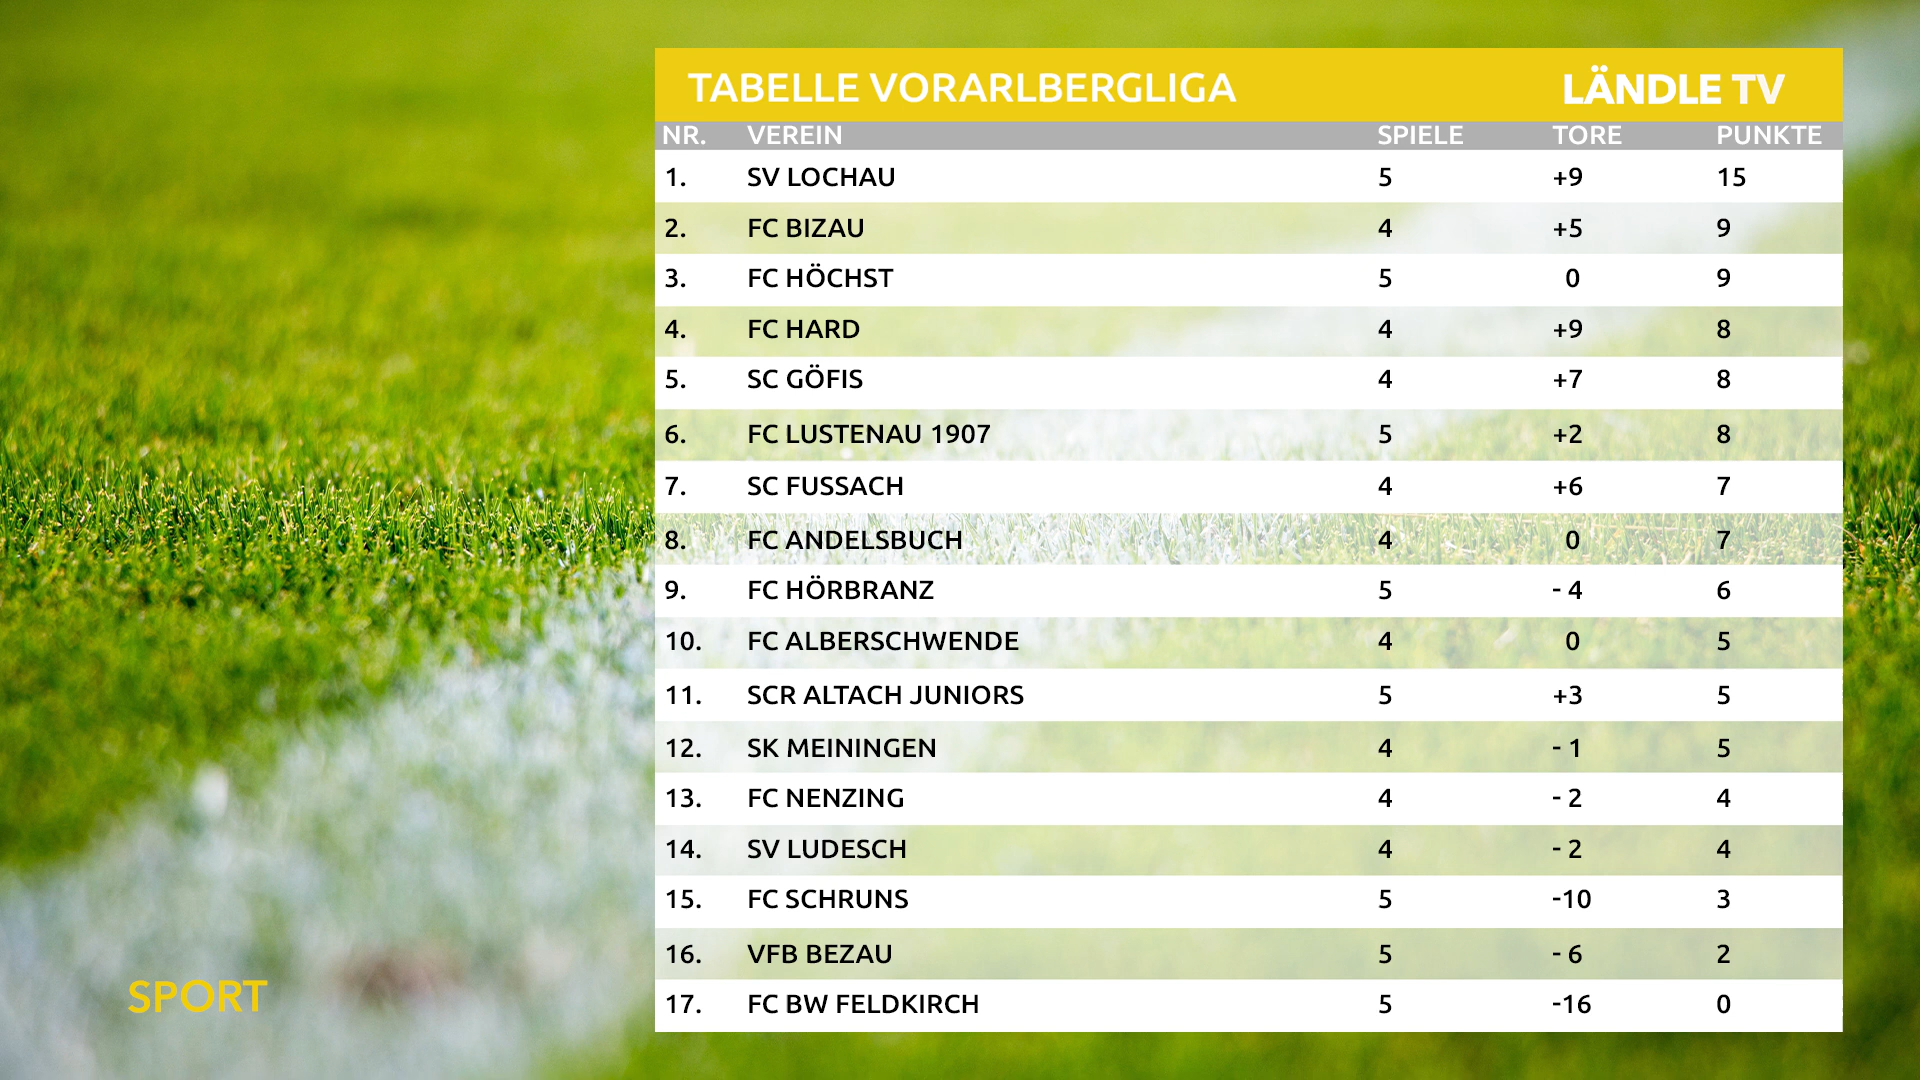 TABELLE VORARLBERGLIGA LÄNDLE TV
NR. VEREIN SPIELE TORE PUNKTE
1. SV LOCHAU 5 +9 15
2. FC BIZAU 4 +5 9
3. FC HÖCHST 5 0 9
4. FC HARD 4 +9 8
5. SC GÖFIS 4 +7 8
6. FC LUSTENAU 1907 5 +2 8
7. SC FUSSACH 4 +6 7
8. FC ANDELSBUCH 4 0 7
9. FC HÖRBRANZ 5 - 4 6
10. FC ALBERSCHWENDE 4 0 5
11. SCR ALTACH JUNIORS 5 +3 5
12. SK MEININGEN 4 - 1 5
13. FC NENZING 4 - 2 4
14. SV LUDESCH 4 - 2 4
15. FC SCHRUNS 5 -10 3
16. VFB BEZAU 5 - 6 2
17. FC BW FELDKIRCH 5 -16 0
SPORT